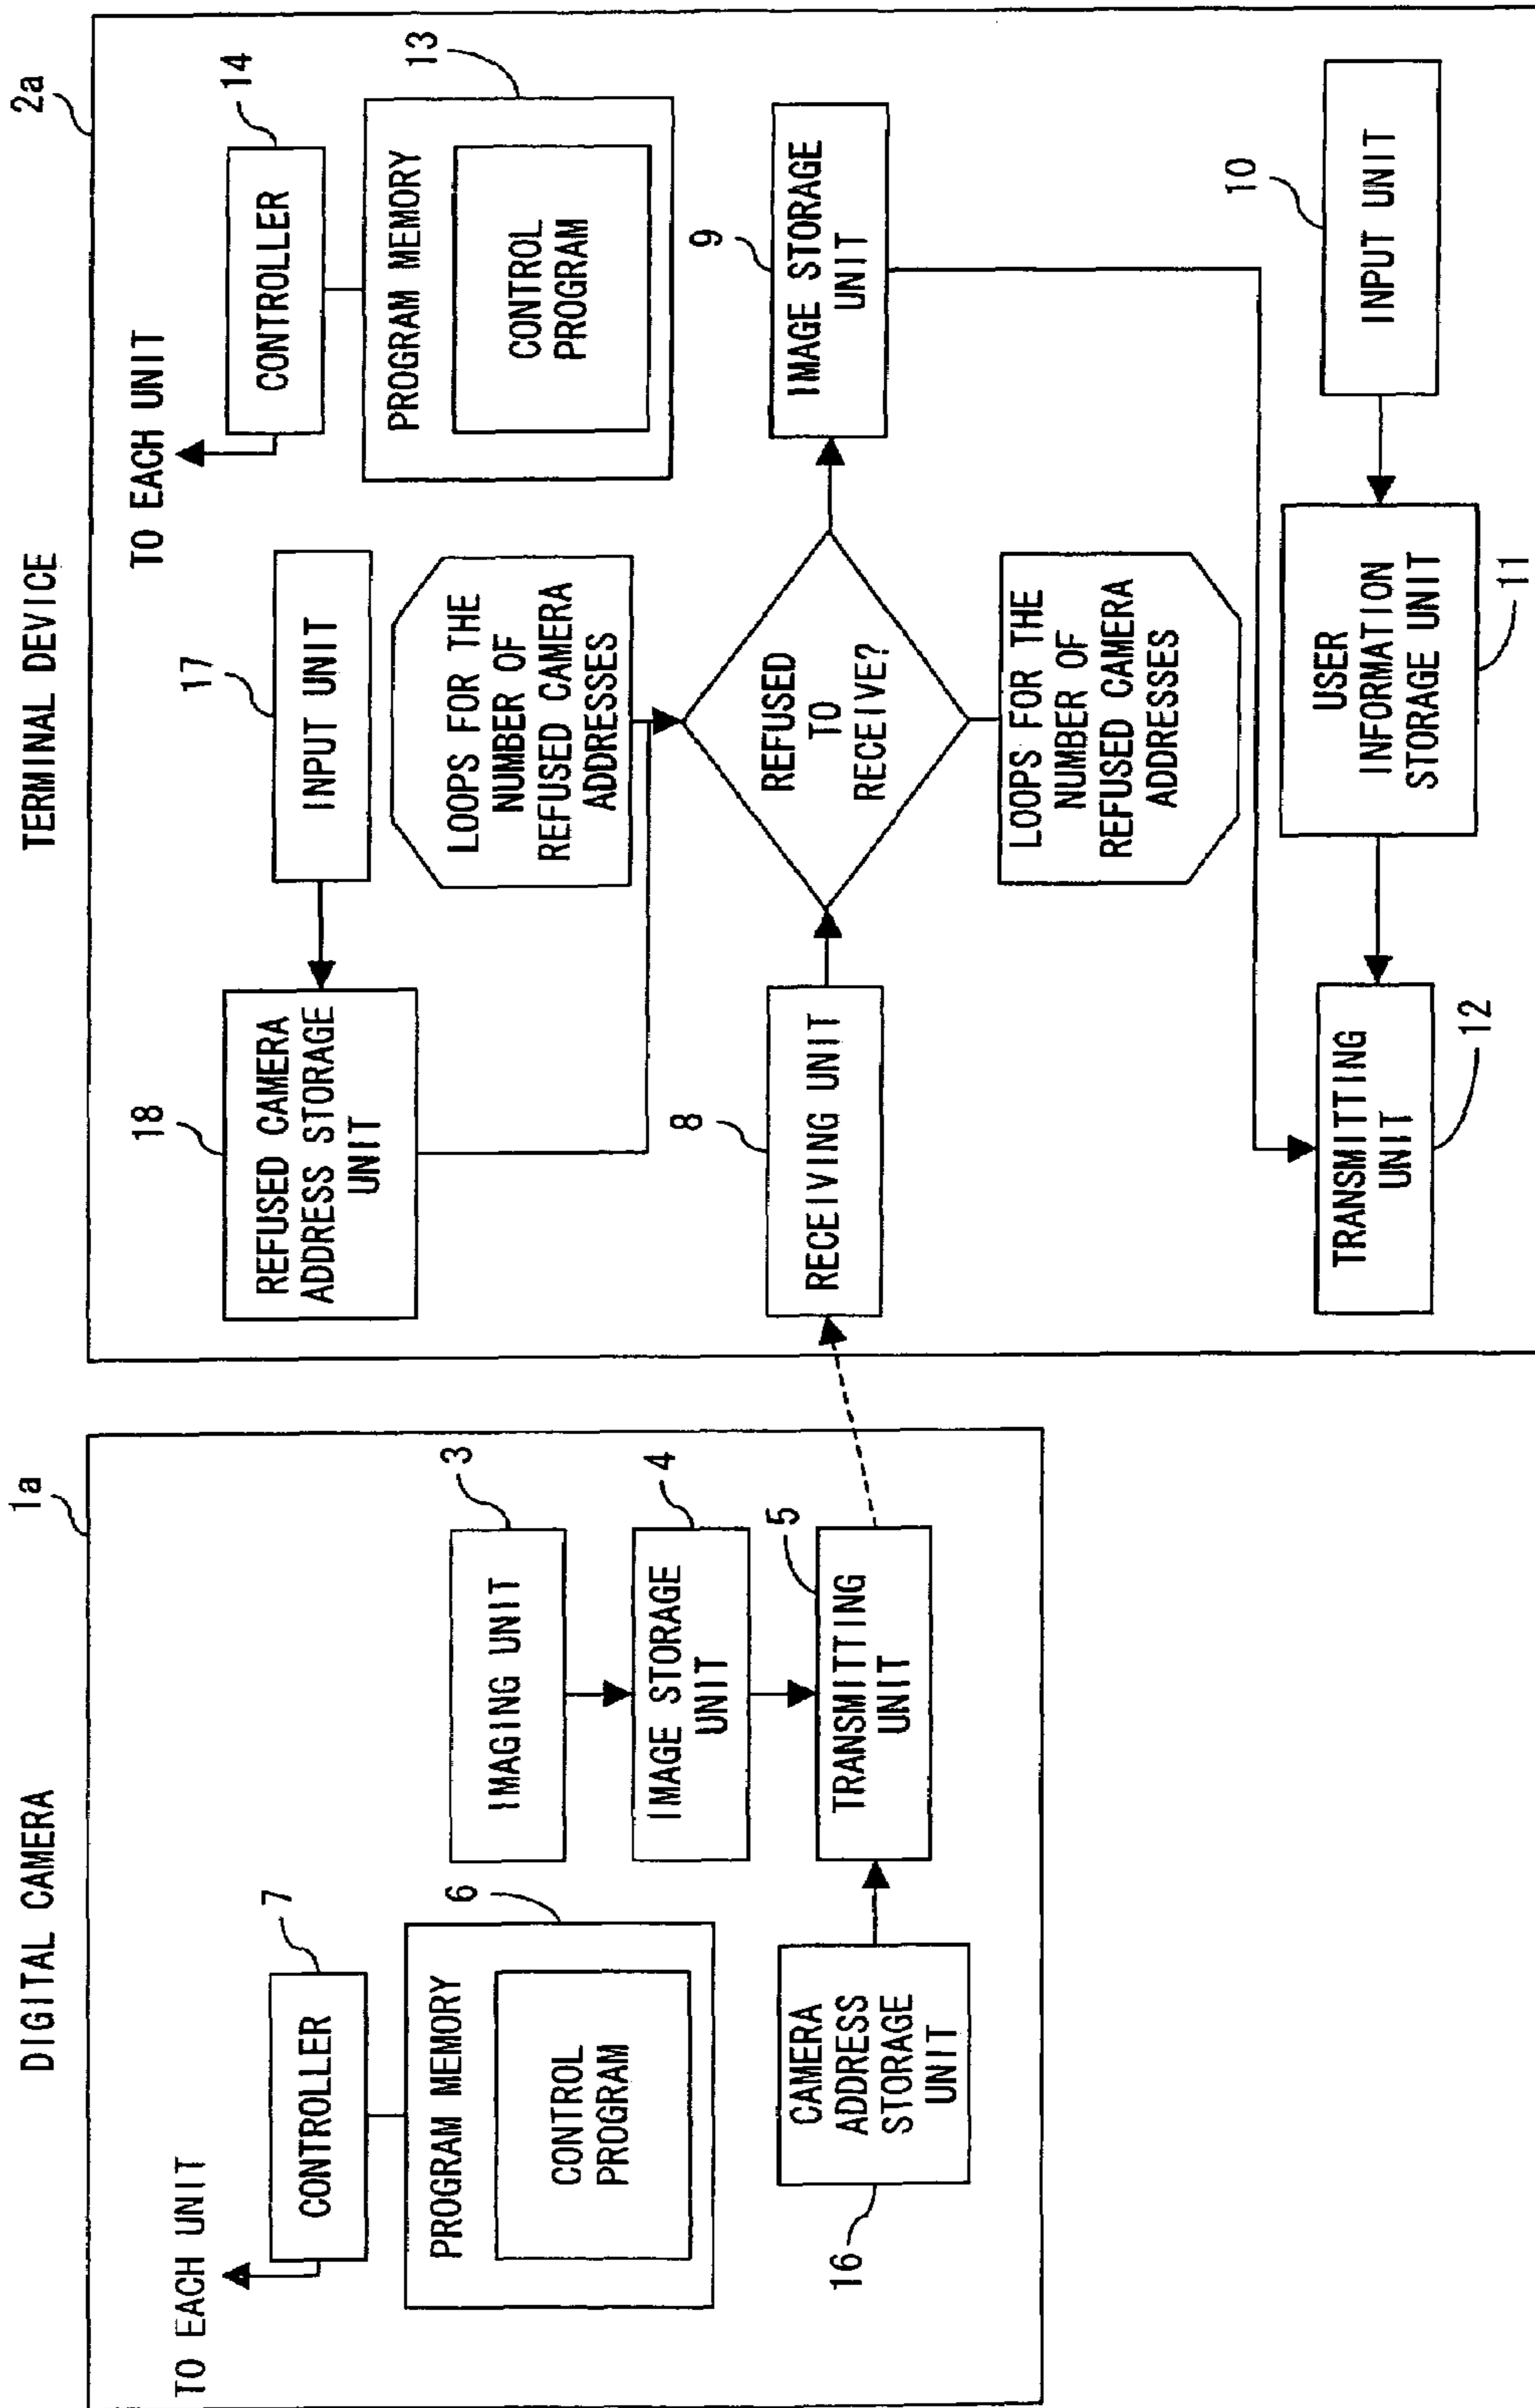 DIGITAL CAMERA
1a
TO EACH UNIT
7
CONTROLLER
6
PROGRAM MEMORY
CONTROL
PROGRAM
3
IMAGING UNIT
4
IMAGE STORAGE
UNIT
5
TRANSMITTING
UNIT
CAMERA
ADDRESS
STORAGE
UNIT
16
TERMINAL DEVICE
2a
TO EACH UNIT
14
CONTROLLER
13
PROGRAM MEMORY
CONTROL
PROGRAM
17
INPUT UNIT
18
REFUSED CAMERA
ADDRESS STORAGE
UNIT
LOOPS FOR THE
NUMBER OF
REFUSED CAMERA
ADDRESSES
8
RECEIVING UNIT
REFUSED
TO
RECEIVE?
9
IMAGE STORAGE
UNIT
LOOPS FOR THE
NUMBER OF
REFUSED CAMERA
ADDRESSES
10
INPUT UNIT
USER
INFORMATION
STORAGE UNIT
11
TRANSMITTING
UNIT
12